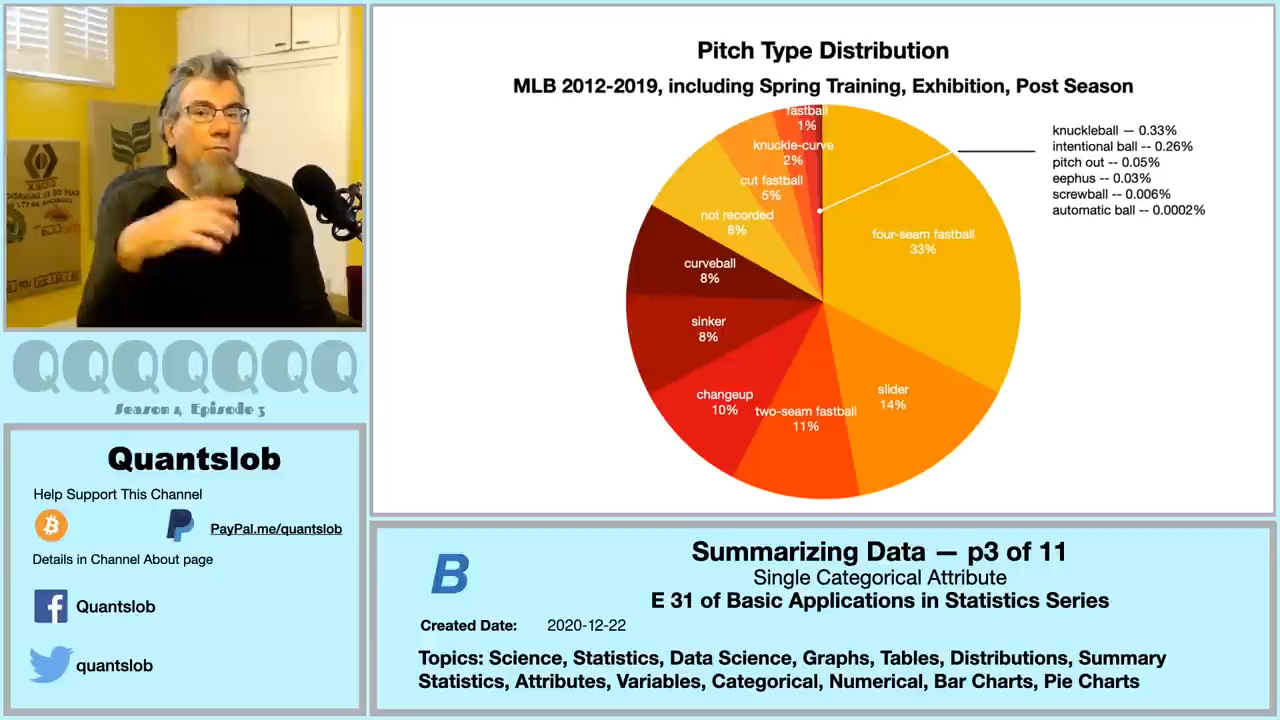 Pitch Type Distribution
MLB 2012-2019, including Spring Training, Exhibition, Post Season
fastball
1%
knuckle-curve
2%
cut fastball
5%
not recorded
8%
curveball
8%
sinker
8%
changeup
10%
two-seam fastball
11%
slider
14%
four-seam fastball
33%
knuckleball — 0.33%
intentional ball -- 0.26%
pitch out -- 0.05%
eephus -- 0.03%
screwball -- 0.006%
automatic ball -- 0.0002%
QQQQQQQ
Season 4 Episode 3
Quantslob
Help Support This Channel
PayPal.me/quantslob
Details in Channel About page
Quantslob
quantslob
B
Summarizing Data — p3 of 11
Single Categorical Attribute
E 31 of Basic Applications in Statistics Series
Created Date: 2020-12-22
Topics: Science, Statistics, Data Science, Graphs, Tables, Distributions, Summary
Statistics, Attributes, Variables, Categorical, Numerical, Bar Charts, Pie Charts